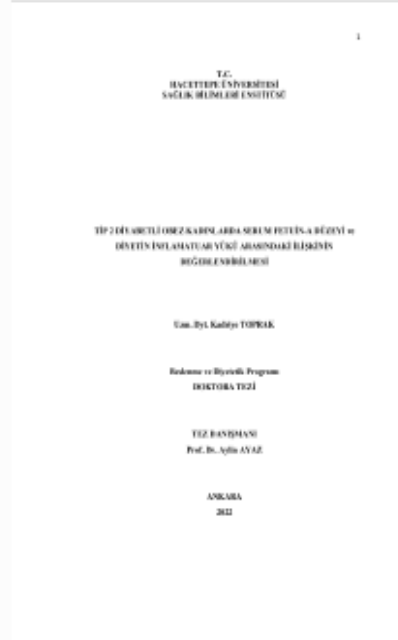 1
T.C.
HACETTEPE ÜNİVERSİTESİ
SAĞLIK BİLİMLERİ ENSTİTÜSÜ
TİP 2 DİYABETLİ OBEZ KADINLARDA SERUM FETUİN-A DÜZEYİ ve
DİYETİN İNFLAMATUAR YÜKÜ ARASINDAKİ İLİŞKİNİN
DEĞERLENDİRİLMESİ
Uzm. Dyt. Kadriye TOPRAK
Beslenme ve Diyetetik Programı
DOKTORA TEZİ
TEZ DANIŞMANI
Prof. Dr. Aylin AYAZ
ANKARA
2022